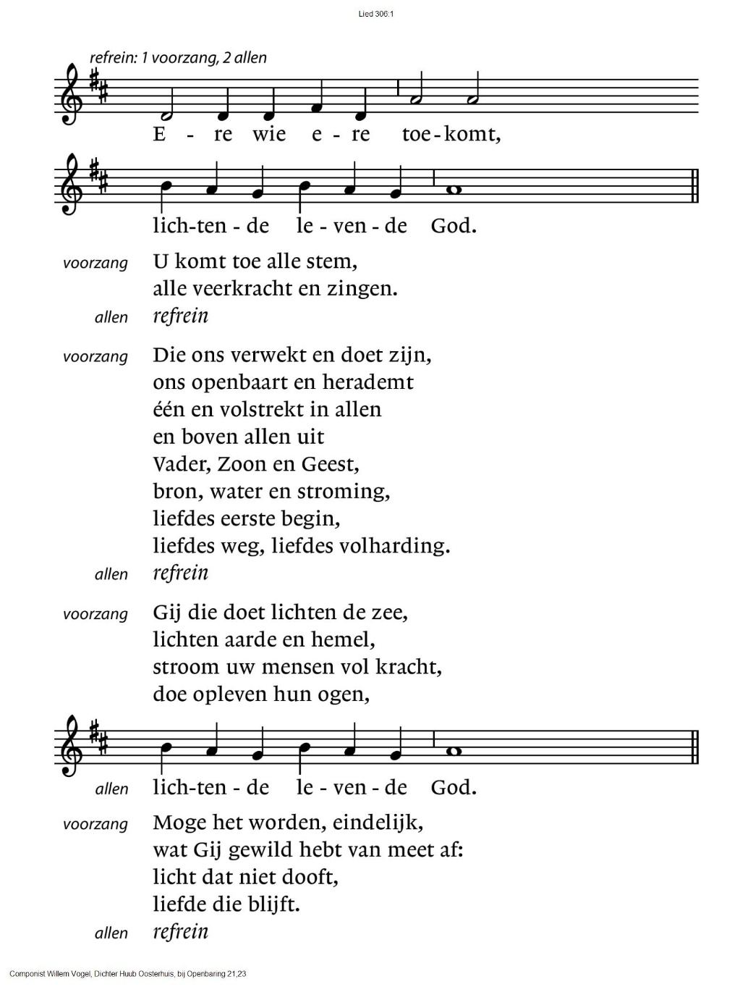 Lied 306:1
refrein: 1 voorzang, 2 allen
E - re wie e - re toe - komt,
lich-ten - de le - ven - de God.
voorzang U komt toe alle stem,
alle veerkracht en zingen.
allen refrein
voorzang Die ons verwekt en doet zijn,
ons openbaart en herademt
één en volstrekt in allen
en boven allen uit
Vader, Zoon en Geest,
bron, water en stroming,
liefdes eerste begin,
liefdes weg, liefdes volharding.
allen refrein
voorzang Gij die doet lichten de zee,
lichten aarde en hemel,
stroom uw mensen vol kracht,
doe opleven hun ogen,
allen lich-ten - de le - ven - de God.
voorzang Moge het worden, eindelijk,
wat Gij gewild hebt van meet af:
licht dat niet dooft,
liefde die blijft.
allen refrein
Componist Willem Vogel, Dichter Huub Oosterhuis, bij Openbaring 21,23